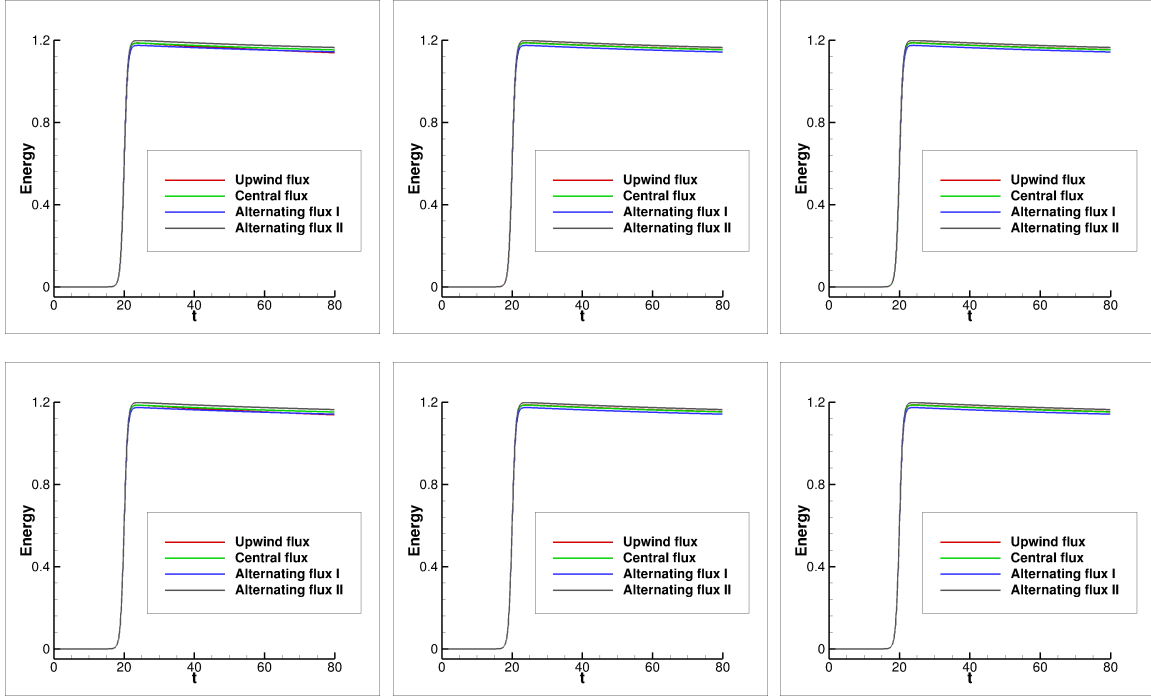 1.2
0.8
0.4
0
Energy
Upwind flux
Central flux
Alternating flux I
Alternating flux II
0 20 40 60 80
t
1.2
0.8
0.4
0
Energy
Upwind flux
Central flux
Alternating flux I
Alternating flux II
0 20 40 60 80
t
1.2
0.8
0.4
0
Energy
Upwind flux
Central flux
Alternating flux I
Alternating flux II
0 20 40 60 80
t
1.2
0.8
0.4
0
Energy
Upwind flux
Central flux
Alternating flux I
Alternating flux II
0 20 40 60 80
t
1.2
0.8
0.4
0
Energy
Upwind flux
Central flux
Alternating flux I
Alternating flux II
0 20 40 60 80
t
1.2
0.8
0.4
0
Energy
Upwind flux
Central flux
Alternating flux I
Alternating flux II
0 20 40 60 80
t